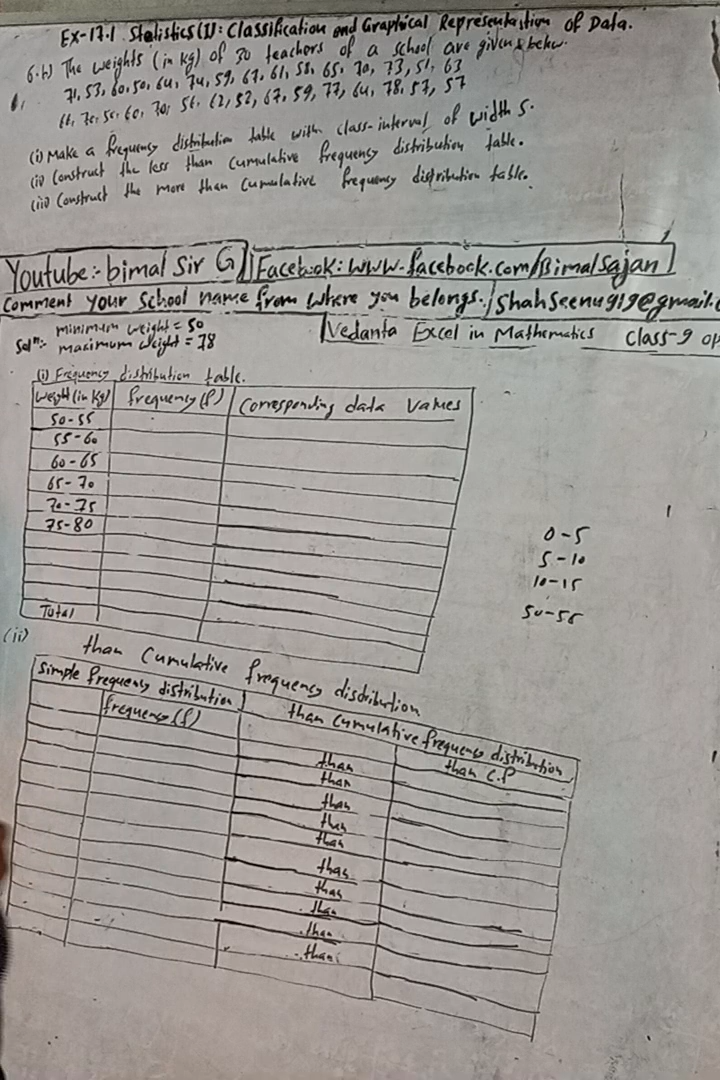 Ex-17.1 Statistics (I): Classification and Graphical Representation of Data.
6.b) The weights (in kg) of 30 teachers of a school are given below.
71, 53, 60, 50, 64, 74, 59, 67, 61, 58, 65, 70, 73, 51, 63
66, 70, 56, 60, 70, 56, 62, 52, 67, 59, 77, 64, 78, 57, 57
(i) Make a frequency distribution table with class-interval of width 5.
(ii) Construct the less than cumulative frequency distribution table.
(iii) Construct the more than cumulative frequency distribution table.
Youtube:- bimal Sir G Facebook: www.facebook.com/BimalSajan
Comment your School name from where you belongs. / Shahseenu919@gmail.c
Vedanta Excel in Mathematics Class-9 op
Solⁿ:- minimum weight = 50
maximum weight = 78
(i) Frequency distribution table.
Weight (in kg) frequency (f) Corresponding data Values
50-55
55-60
60-65
65-70
70-75
75-80
Total
0-5
5-10
10-15
50-55
(ii) than Cumulative frequency disdribution
Simple frequency distribution than cumulative frequency distribution
frequency (f) than C.f
than
than
than
than
than
than
than
than
than
than